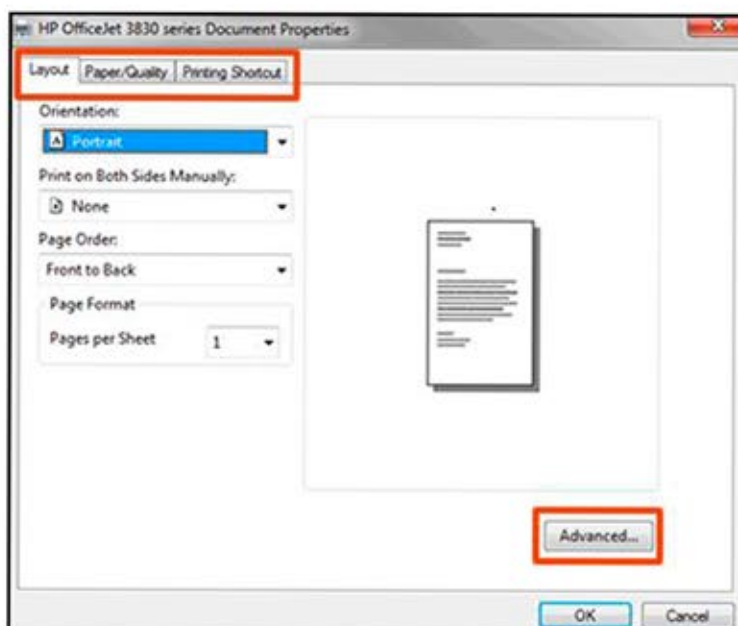 HP OfficeJet 3830 series Document Properties
Layout Paper/Quality Printing Shortcut
Orientation:
Portrait
Print on Both Sides Manually:
None
Page Order:
Front to Back
Page Format
Pages per Sheet 1
Advanced...
OK Cancel